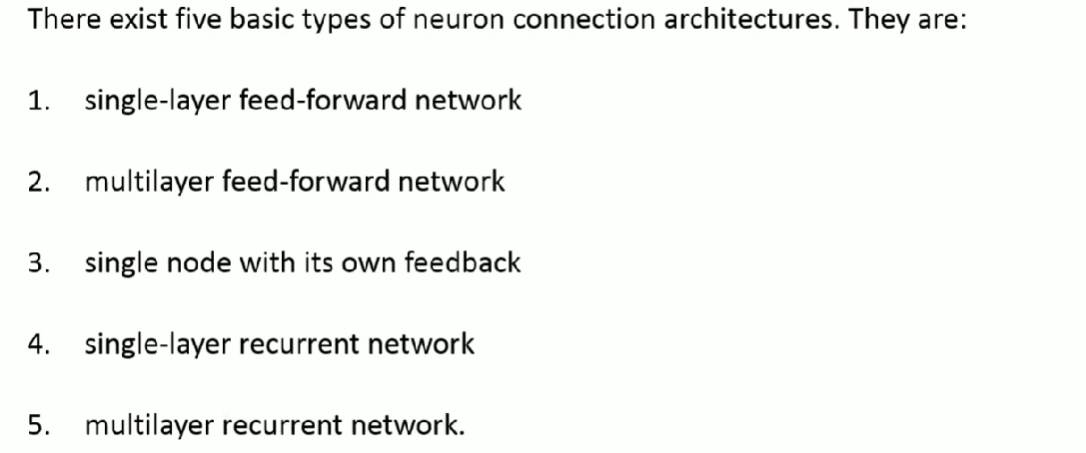 There exist five basic types of neuron connection architectures. They are:
1. single-layer feed-forward network
2. multilayer feed-forward network
3. single node with its own feedback
4. single-layer recurrent network
5. multilayer recurrent network.